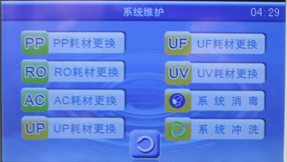 系统维护 04:29
PP PP耗材更换
UF UF耗材更换
RO RO耗材更换
UV UV耗材更换
AC AC耗材更换
系统消毒
UP UP耗材更换
系统冲洗